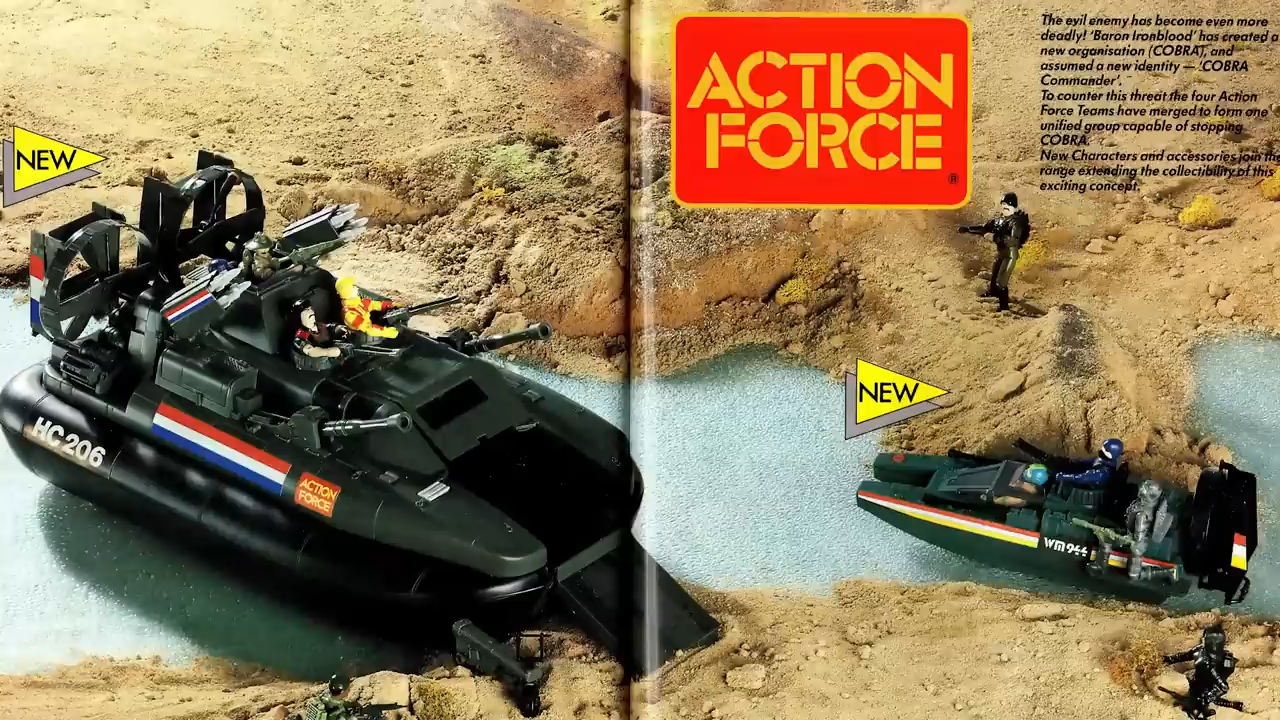 NEW
HC 206
ACTION
FORCE
ACTION
FORCE
®
The evil enemy has become even more
deadly! 'Baron Ironblood' has created a
new organisation (COBRA), and
assumed a new identity — 'COBRA
Commander'.
To counter this threat the four Action
Force Teams have merged to form one
unified group capable of stopping
COBRA.
New Characters and accessories join the
range extending the collectibility of this
exciting concept.
NEW
WM 944